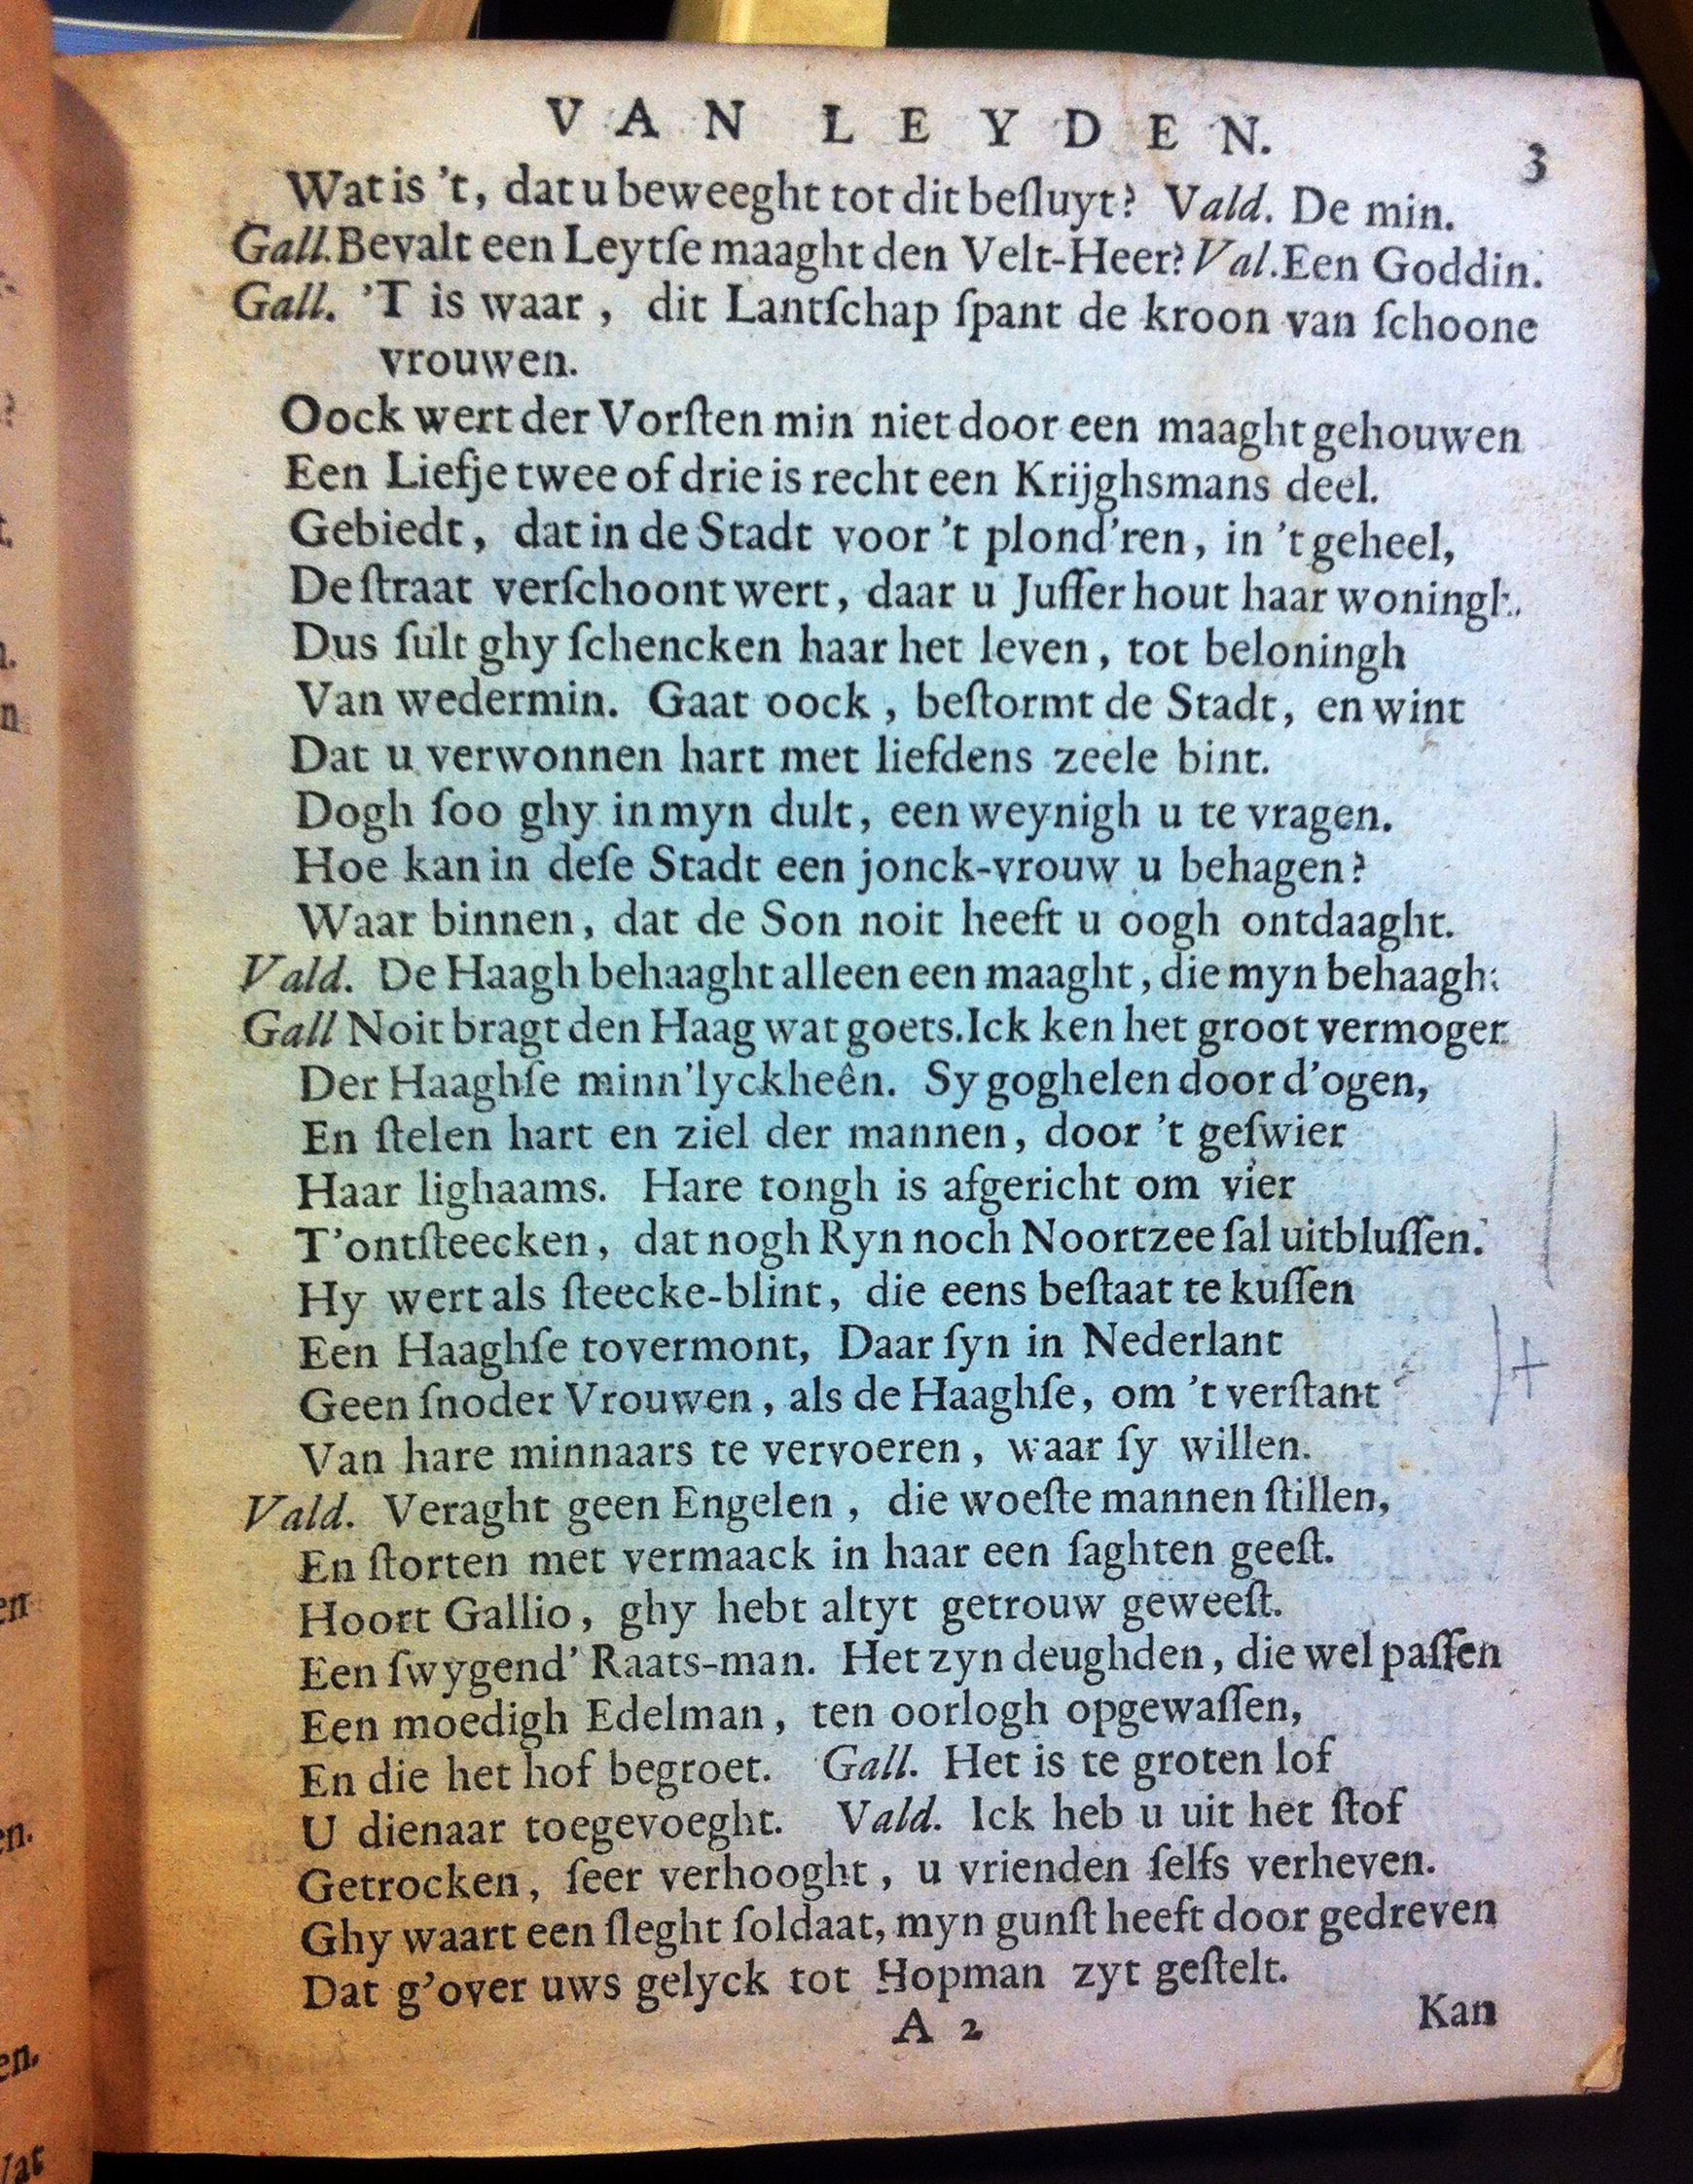 VAN LEYDEN. 3
Wat is 't, dat u beweeght tot dit beſluyt? Vald. De min.
Gall. Bevalt een Leytſe maaght den Velt-Heer? Val. Een Goddin.
Gall. 'T is waar, dit Lantſchap ſpant de kroon van ſchoone
vrouwen.
Oock wert der Vorſten min niet door een maaght gehouwen
Een Liefje twee of drie is recht een Krijghsmans deel.
Gebiedt, dat in de Stadt voor 't plond'ren, in 't geheel,
De ſtraat verſchoont wert, daar u Juffer hout haar woningh.
Dus ſult ghy ſchencken haar het leven, tot beloningh
Van wedermin. Gaat oock, beſtormt de Stadt, en wint
Dat u verwonnen hart met liefdens zeele bint.
Dogh ſoo ghy in myn dult, een weynigh u te vragen.
Hoe kan in deſe Stadt een jonck-vrouw u behagen?
Waar binnen, dat de Son noit heeft u oogh ontdaaght.
Vald. De Haagh behaaght alleen een maaght, die myn behaagh:
Gall Noit bragt den Haag wat goets. Ick ken het groot vermogen
Der Haaghſe minn'lyckheên. Sy goghelen door d'ogen,
En ſtelen hart en ziel der mannen, door 't geſwier
Haar lighaams. Hare tongh is afgericht om vier
T'ontſteecken, dat nogh Ryn noch Noortzee ſal uitbluſſen.
Hy wert als ſteecke-blint, die eens beſtaat te kuſſen
Een Haaghſe tovermont, Daar ſyn in Nederlant
Geen ſnoder Vrouwen, als de Haaghſe, om 't verſtant
Van hare minnaars te vervoeren, waar ſy willen.
Vald. Veraght geen Engelen, die woeſte mannen ſtillen,
En ſtorten met vermaack in haar een ſaghten geeſt.
Hoort Gallio, ghy hebt altyt getrouw geweeſt.
Een ſwygend' Raats-man. Het zyn deughden, die wel paſſen
Een moedigh Edelman, ten oorlogh opgewaſſen,
En die het hof begroet. Gall. Het is te groten lof
U dienaar toegevoeght. Vald. Ick heb u uit het ſtof
Getrocken, ſeer verhooght, u vrienden ſelfs verheven.
Ghy waart een ſleght ſoldaat, myn gunſt heeft door gedreven
Dat g'over uws gelyck tot Hopman zyt geſtelt.
A 2 Kan